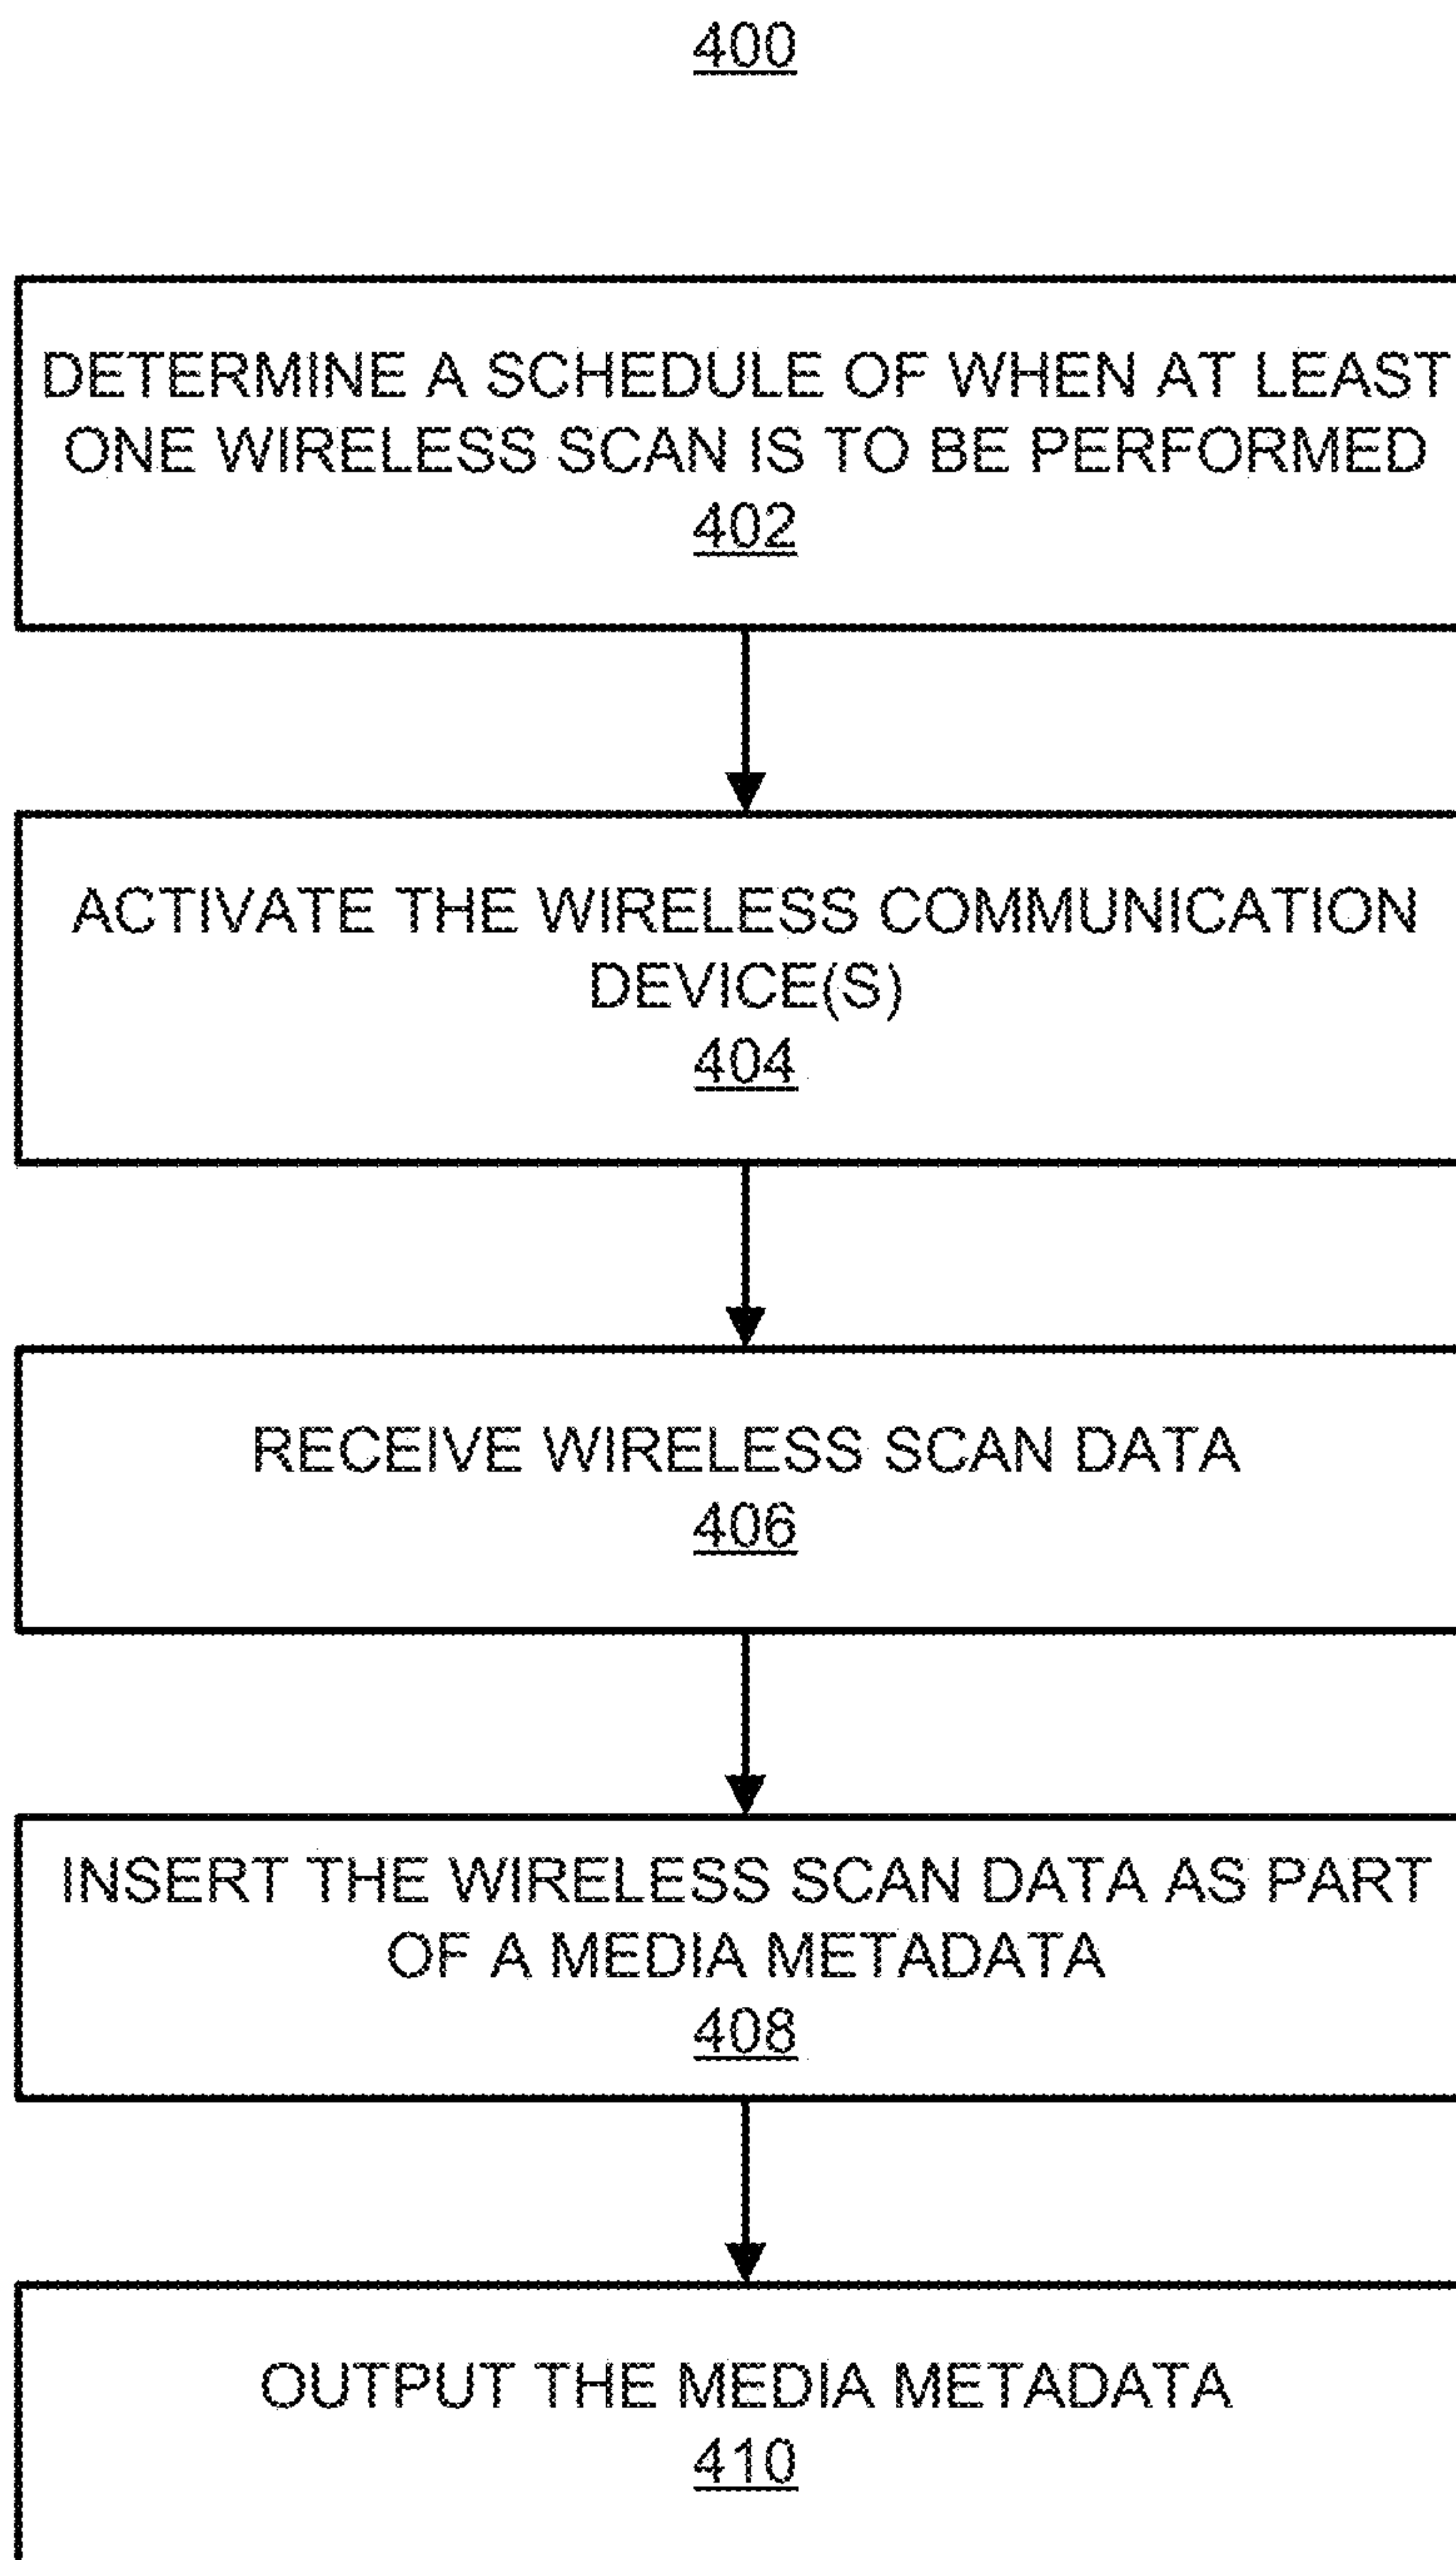 400
DETERMINE A SCHEDULE OF WHEN AT LEAST
ONE WIRELESS SCAN IS TO BE PERFORMED
402
ACTIVATE THE WIRELESS COMMUNICATION
DEVICE(S)
404
RECEIVE WIRELESS SCAN DATA
406
INSERT THE WIRELESS SCAN DATA AS PART
OF A MEDIA METADATA
408
OUTPUT THE MEDIA METADATA
410